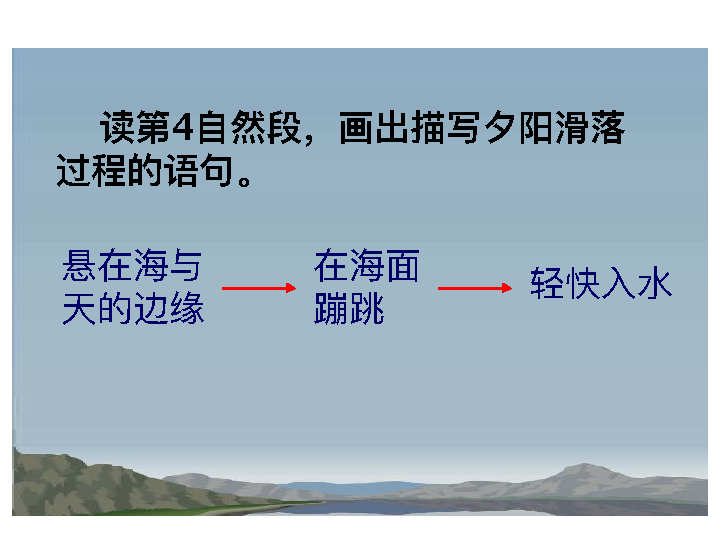 读第4自然段，画出描写夕阳滑落
过程的语句。
悬在海与
天的边缘
在海面
蹦跳
轻快入水